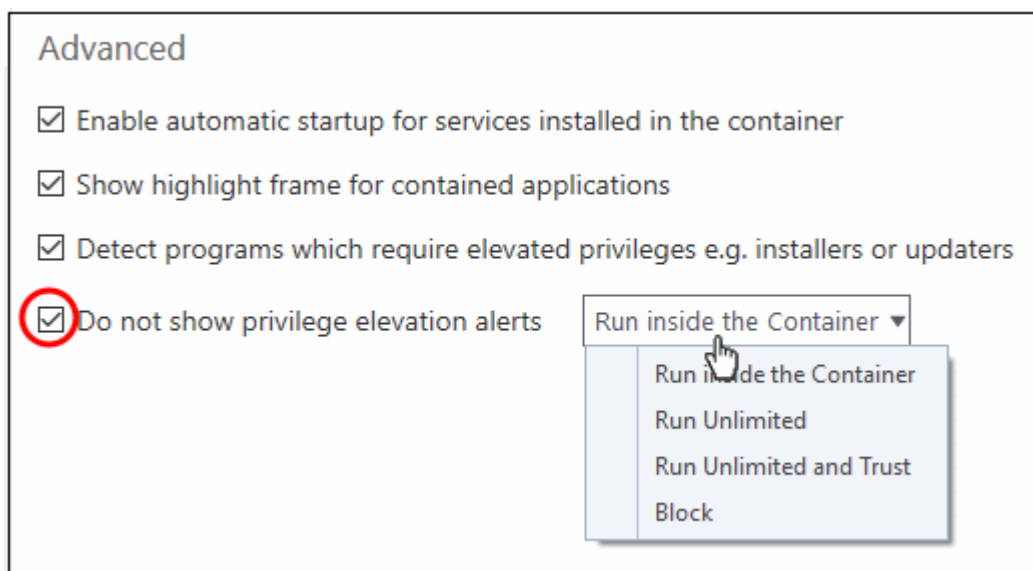 Advanced
Enable automatic startup for services installed in the container
Show highlight frame for contained applications
Detect programs which require elevated privileges e.g. installers or updaters
Do not show privilege elevation alerts Run inside the Container
Run inside the Container
Run Unlimited
Run Unlimited and Trust
Block